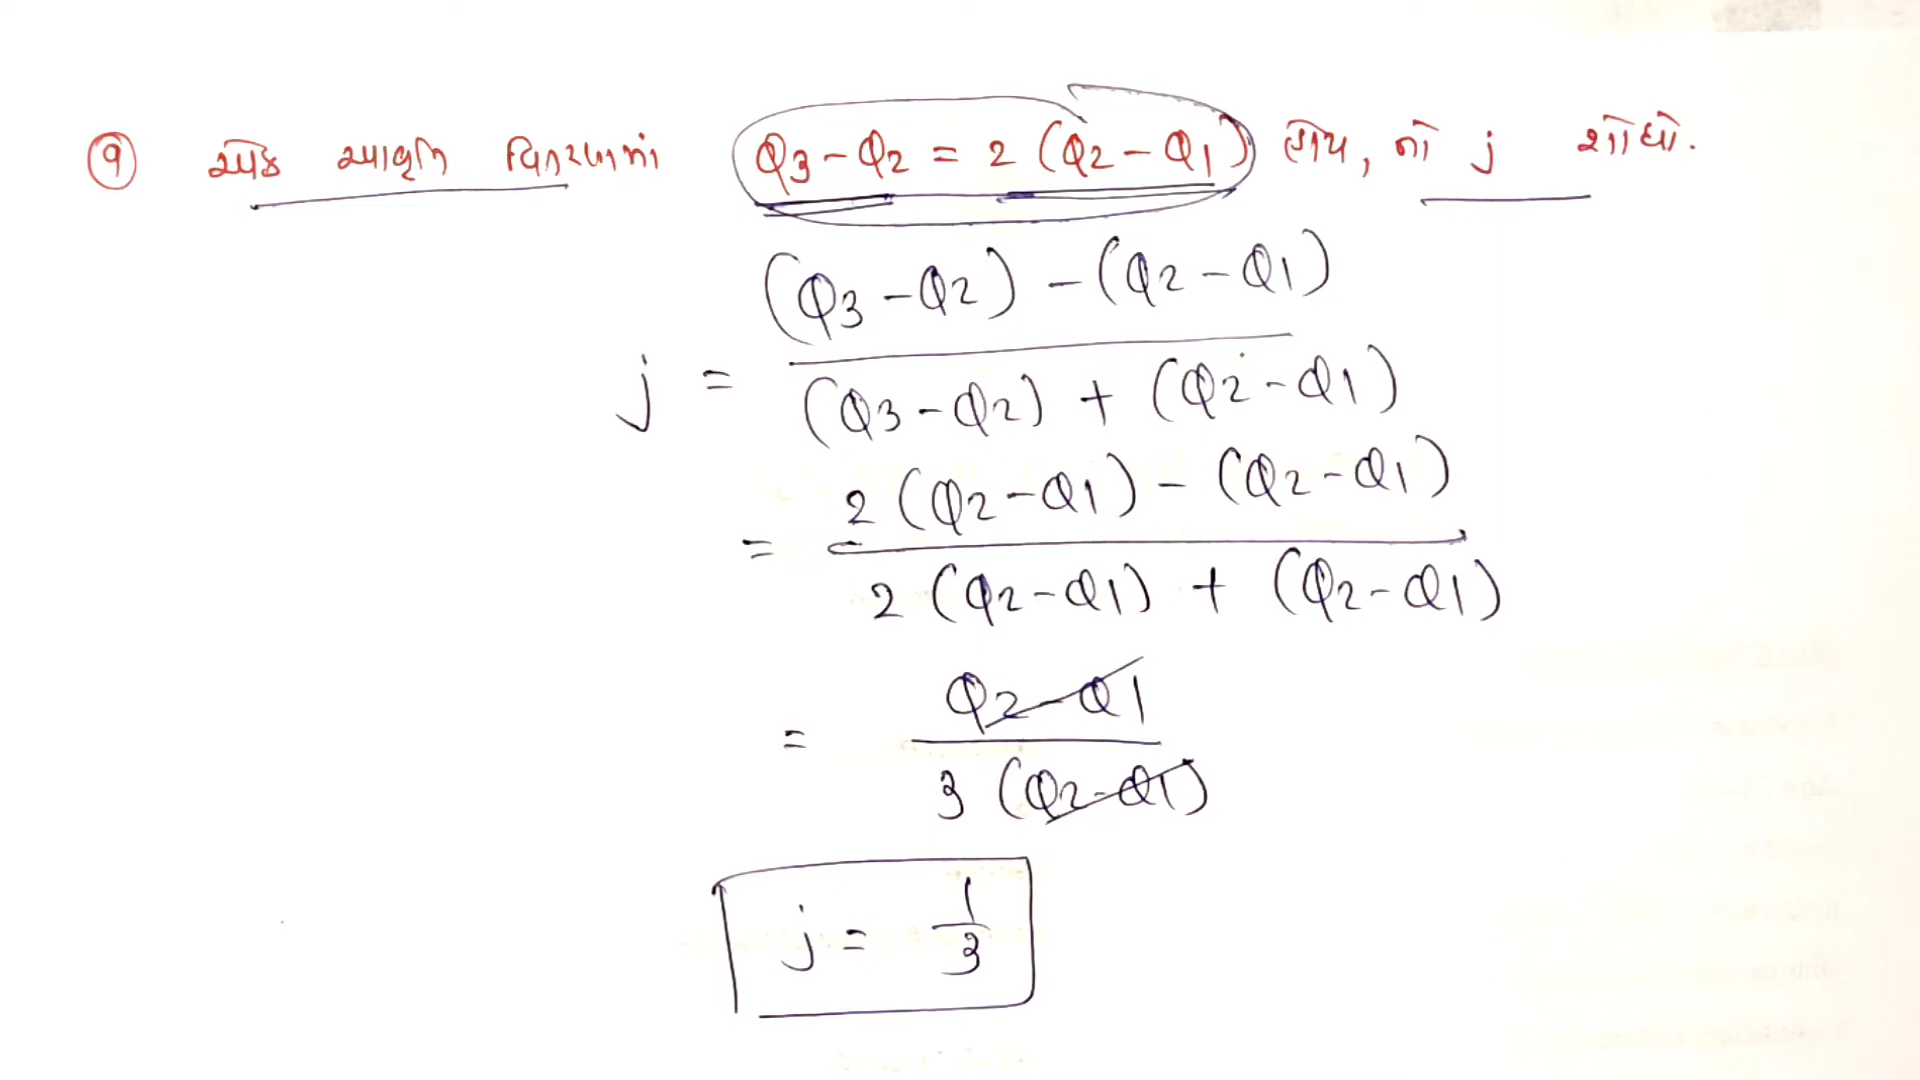 ૧ એક આવૃત્તિ વિતરણમાં Q3 - Q2 = 2 (Q2 - Q1) હોય, તો j શોધો.
(Q3 - Q2) - (Q2 - Q1)
j =
(Q3 - Q2) + (Q2 - Q1)
2 (Q2 - Q1) - (Q2 - Q1)
=
2 (Q2 - Q1) + (Q2 - Q1)
Q2 - Q1
=
3 (Q2 - Q1)
j = 1/3